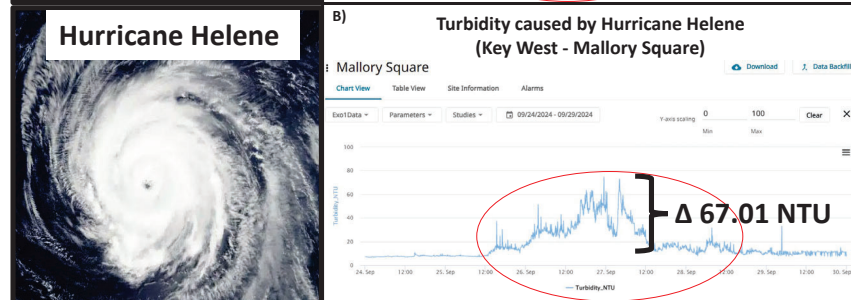 Hurricane Helene
B)
Turbidity caused by Hurricane Helene
(Key West - Mallory Square)
Mallory Square
Download
Data Backfill
Chart View Table View Site Information Alarms
Exo1Data Parameters Studies 09/24/2024 - 09/29/2024
Y-axis scaling 0 100 Clear X
Min Max
100
80
60
40
20
0
Turbidity_NTU
Δ 67.01 NTU
24. Sep 12:00 25. Sep 12:00 26. Sep 12:00 27. Sep 12:00 28. Sep 12:00 29. Sep 12:00 30. Sep
Turbidity_NTU